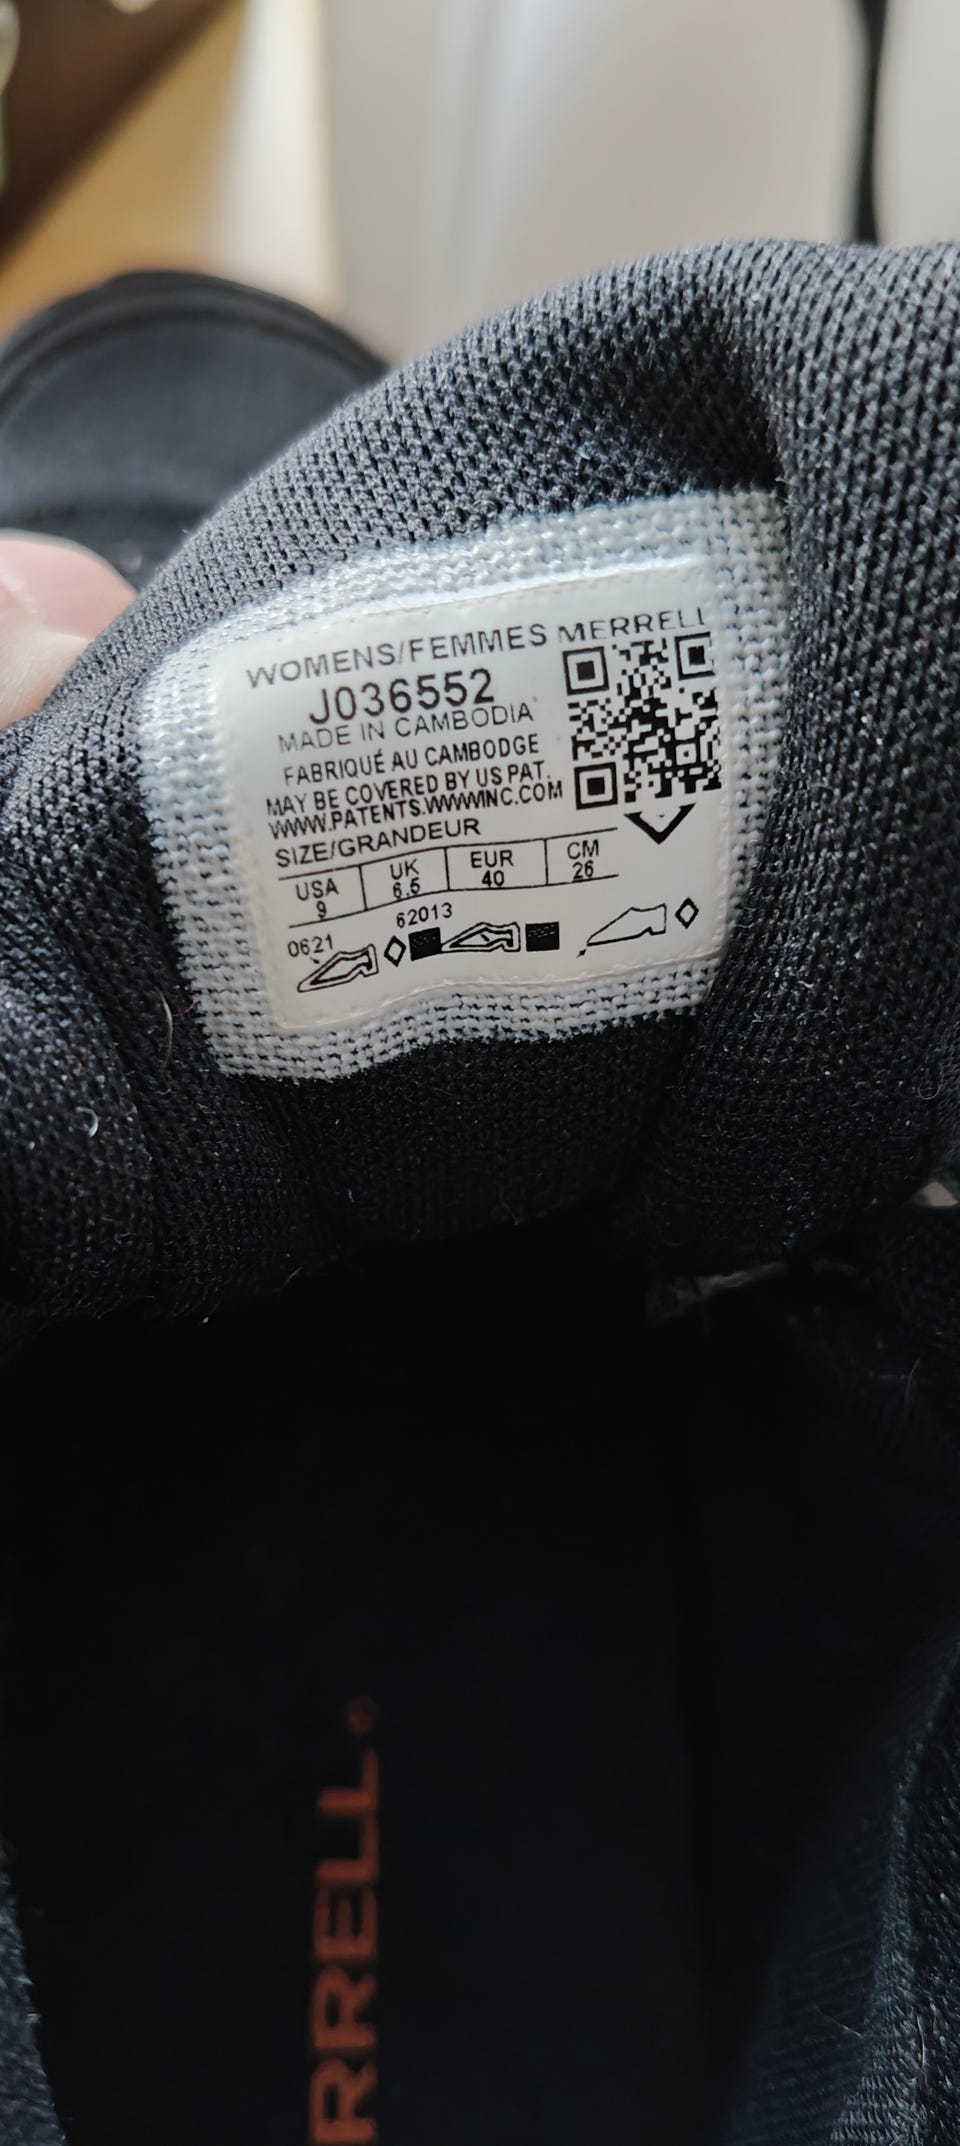 WOMENS/FEMMES MERRELL
J036552
MADE IN CAMBODIA
FABRIQUÉ AU CAMBODGE
MAY BE COVERED BY US PAT.
WWW.PATENTS.WWWINC.COM
SIZE/GRANDEUR
USA UK EUR CM
9 6.5 40 26
0621 62013
RRELL